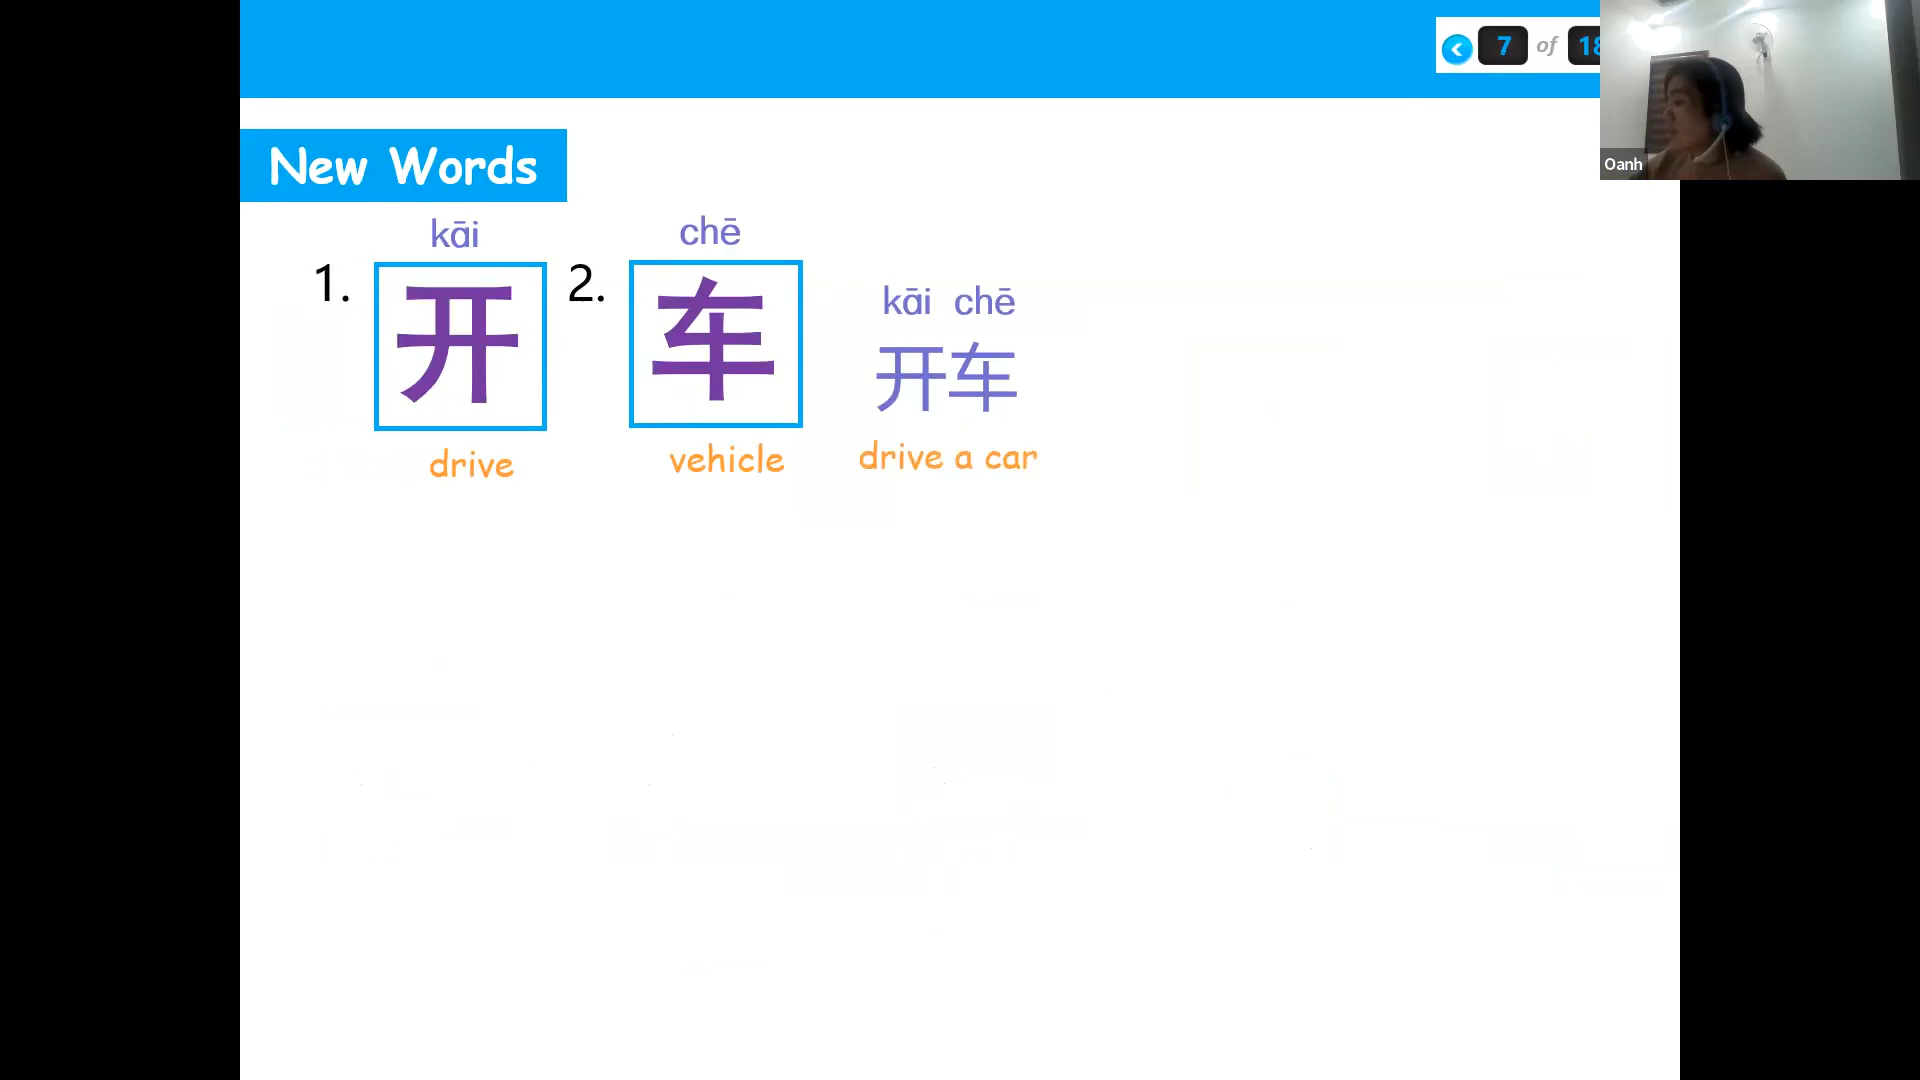 7 of
Oanh
New Words
kāi chē
1. 开 2. 车
kāi chē
开车
drive vehicle drive a car